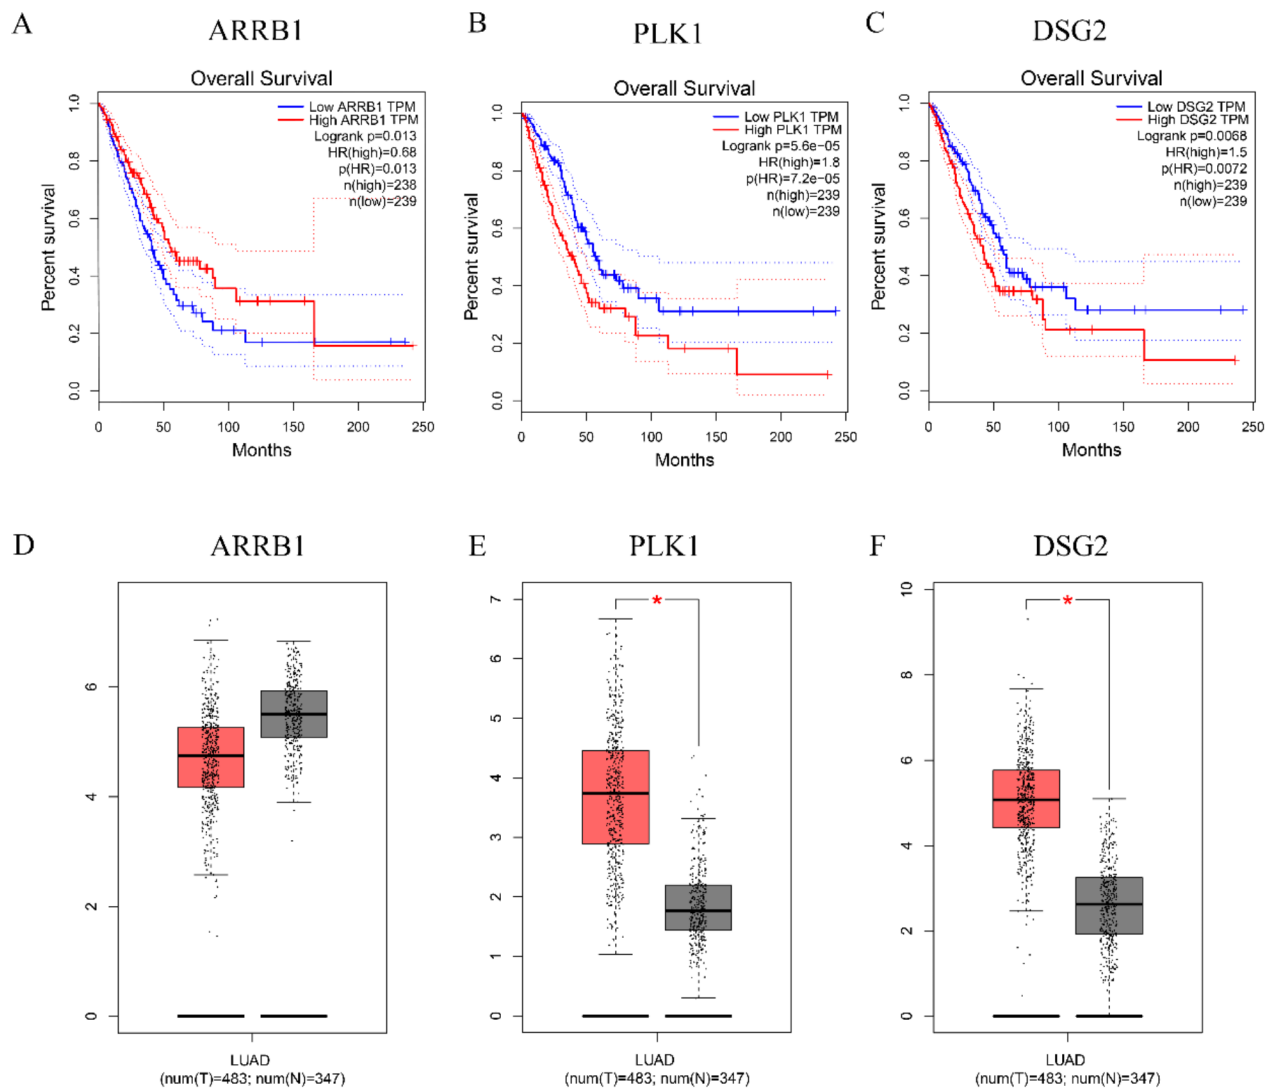 A
ARRB1
Overall Survival
Low ARRB1 TPM
High ARRB1 TPM
Logrank p=0.013
HR(high)=0.68
p(HR)=0.013
n(high)=238
n(low)=239
Percent survival
1.0
0.8
0.6
0.4
0.2
0.0
0
50
100
150
200
250
Months
B
PLK1
Overall Survival
Low PLK1 TPM
High PLK1 TPM
Logrank p=5.6e-05
HR(high)=1.8
p(HR)=7.2e-05
n(high)=239
n(low)=239
Percent survival
1.0
0.8
0.6
0.4
0.2
0.0
0
50
100
150
200
250
Months
C
DSG2
Overall Survival
Low DSG2 TPM
High DSG2 TPM
Logrank p=0.0068
HR(high)=1.5
p(HR)=0.0072
n(high)=239
n(low)=239
Percent survival
1.0
0.8
0.6
0.4
0.2
0.0
0
50
100
150
200
250
Months
D
ARRB1
6
4
2
0
LUAD
(num(T)=483; num(N)=347)
E
PLK1
*
7
6
5
4
3
2
1
0
LUAD
(num(T)=483; num(N)=347)
F
DSG2
*
10
8
6
4
2
0
LUAD
(num(T)=483; num(N)=347)